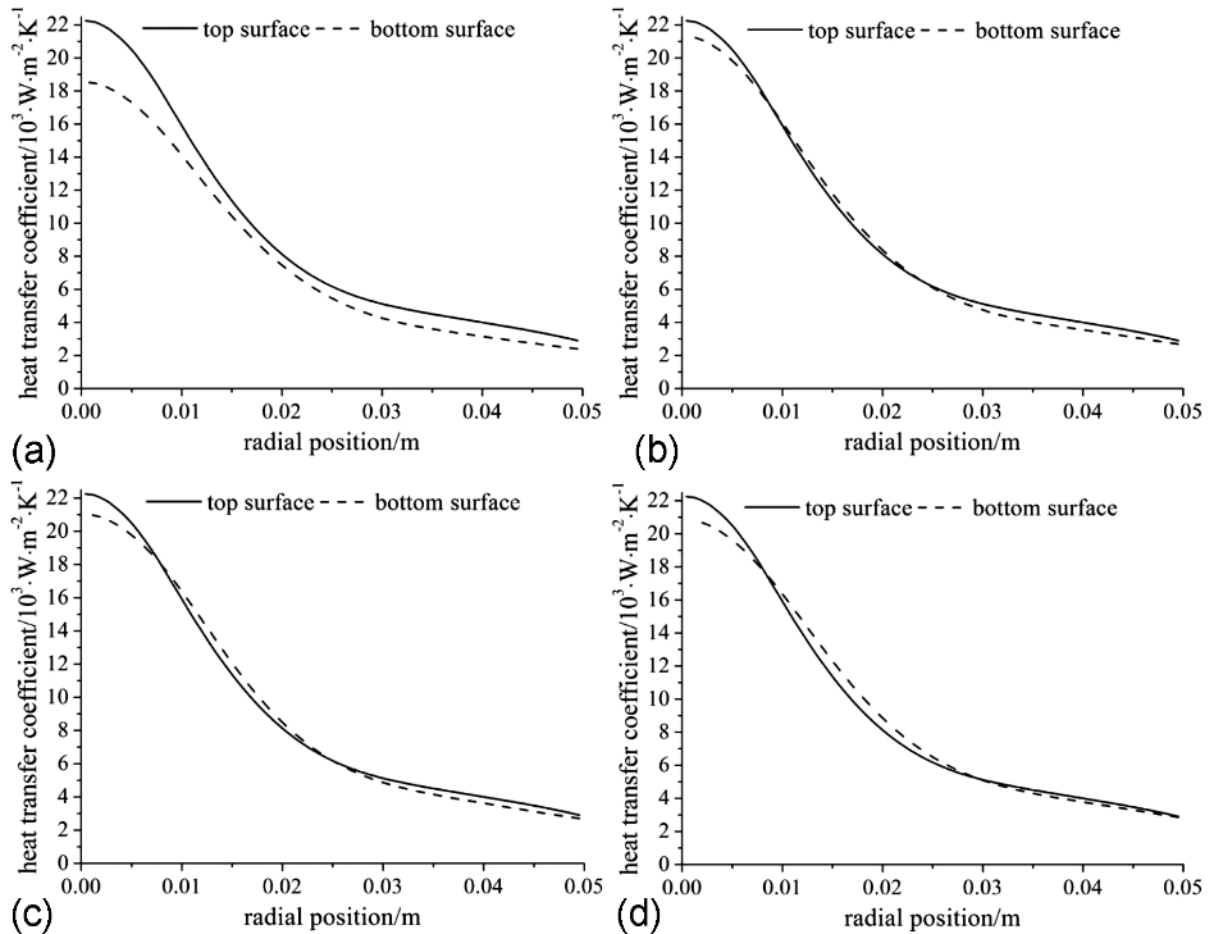 top surface bottom surface
heat transfer coefficient/10³·W·m⁻²·K⁻¹
22
20
18
16
14
12
10
8
6
4
2
0
0.00 0.01 0.02 0.03 0.04 0.05
radial position/m
(a)
top surface bottom surface
heat transfer coefficient/10³·W·m⁻²·K⁻¹
22
20
18
16
14
12
10
8
6
4
2
0
0.00 0.01 0.02 0.03 0.04 0.05
radial position/m
(b)
top surface bottom surface
heat transfer coefficient/10³·W·m⁻²·K⁻¹
22
20
18
16
14
12
10
8
6
4
2
0
0.00 0.01 0.02 0.03 0.04 0.05
radial position/m
(c)
top surface bottom surface
heat transfer coefficient/10³·W·m⁻²·K⁻¹
22
20
18
16
14
12
10
8
6
4
2
0
0.00 0.01 0.02 0.03 0.04 0.05
radial position/m
(d)